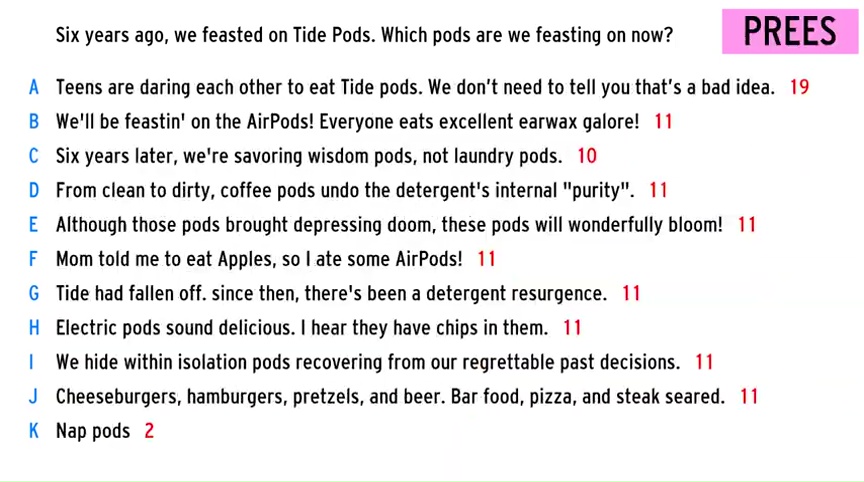 Six years ago, we feasted on Tide Pods. Which pods are we feasting on now?
PREES
A Teens are daring each other to eat Tide pods. We don't need to tell you that's a bad idea. 19
B We'll be feastin' on the AirPods! Everyone eats excellent earwax galore! 11
C Six years later, we're savoring wisdom pods, not laundry pods. 10
D From clean to dirty, coffee pods undo the detergent's internal "purity". 11
E Although those pods brought depressing doom, these pods will wonderfully bloom! 11
F Mom told me to eat Apples, so I ate some AirPods! 11
G Tide had fallen off. since then, there's been a detergent resurgence. 11
H Electric pods sound delicious. I hear they have chips in them. 11
I We hide within isolation pods recovering from our regrettable past decisions. 11
J Cheeseburgers, hamburgers, pretzels, and beer. Bar food, pizza, and steak seared. 11
K Nap pods 2